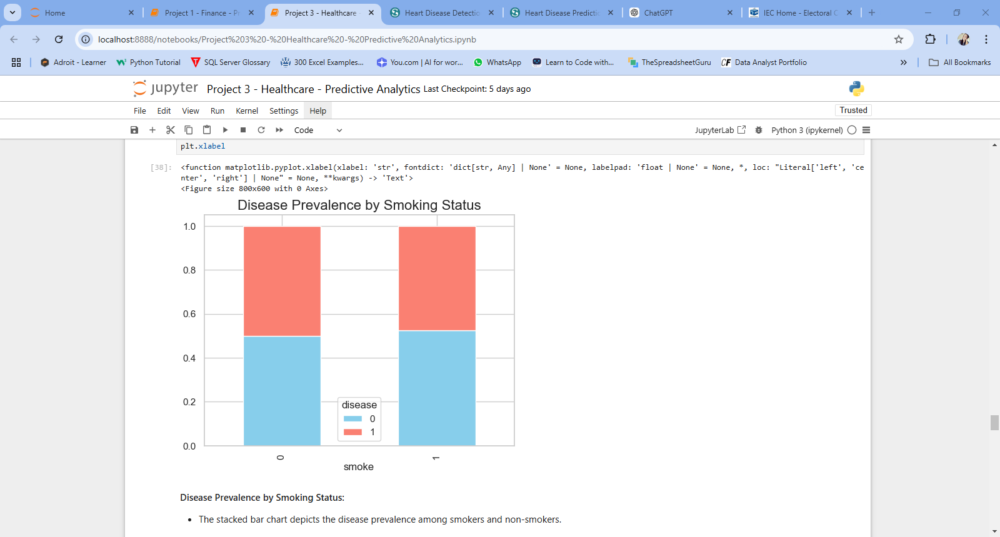 Home
Project 1 - Finance - Pr
Project 3 - Healthcare -
Heart Disease Detectio
Heart Disease Predictio
ChatGPT
IEC Home - Electoral C
localhost:8888/notebooks/Project%203%20-%20Healthcare%20-%20Predictive%20Analytics.ipynb
Adroit - Learner
Python Tutorial
SQL Server Glossary
300 Excel Examples...
You.com | AI for wor...
WhatsApp
Learn to Code with...
TheSpreadsheetGuru
CF Data Analyst Portfolio
All Bookmarks
jupyter Project 3 - Healthcare - Predictive Analytics Last Checkpoint: 5 days ago
File Edit View Run Kernel Settings Help
Trusted
Code
JupyterLab
Python 3 (ipykernel)
plt.xlabel
[38]:
<function matplotlib.pyplot.xlabel(xlabel: 'str', fontdict: 'dict[str, Any] | None' = None, labelpad: 'float | None' = None, *, loc: "Literal['left', 'ce
nter', 'right'] | None" = None, **kwargs) -> 'Text'>
<Figure size 800x600 with 0 Axes>
Disease Prevalence by Smoking Status
1.0
0.8
0.6
0.4
0.2
0.0
disease
0
1
0
1
smoke
Disease Prevalence by Smoking Status:
• The stacked bar chart depicts the disease prevalence among smokers and non-smokers.